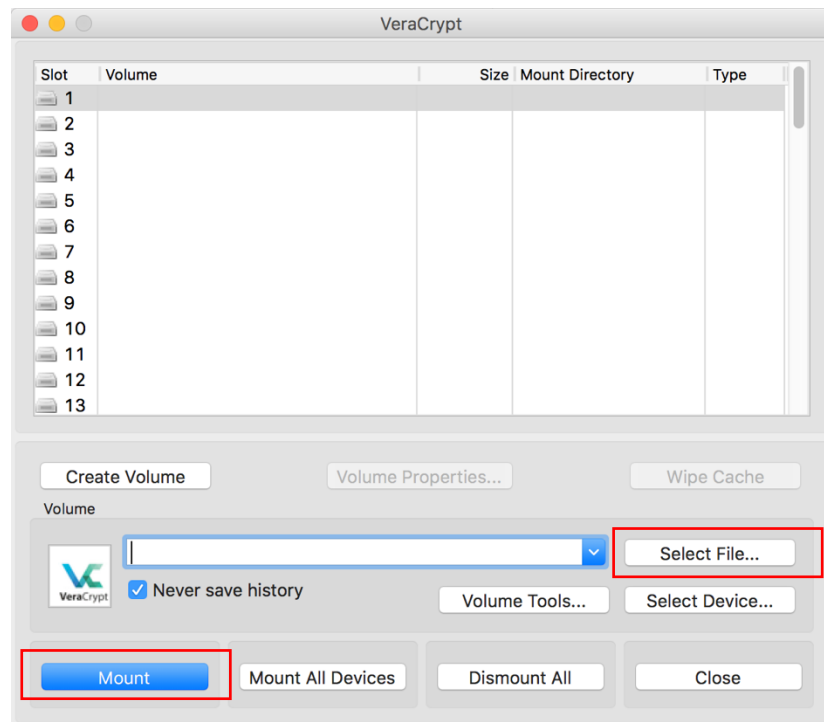 VeraCrypt
Slot Volume Size Mount Directory Type
1
2
3
4
5
6
7
8
9
10
11
12
13
Create Volume Volume Properties... Wipe Cache
Volume
Select File...
VeraCrypt
Never save history
Volume Tools... Select Device...
Mount Mount All Devices Dismount All Close